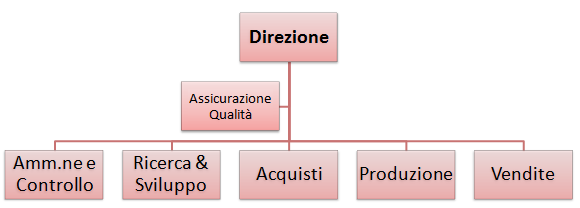 Direzione
Assicurazione
Qualità
Amm.ne e
Controllo
Ricerca &
Sviluppo
Acquisti
Produzione
Vendite